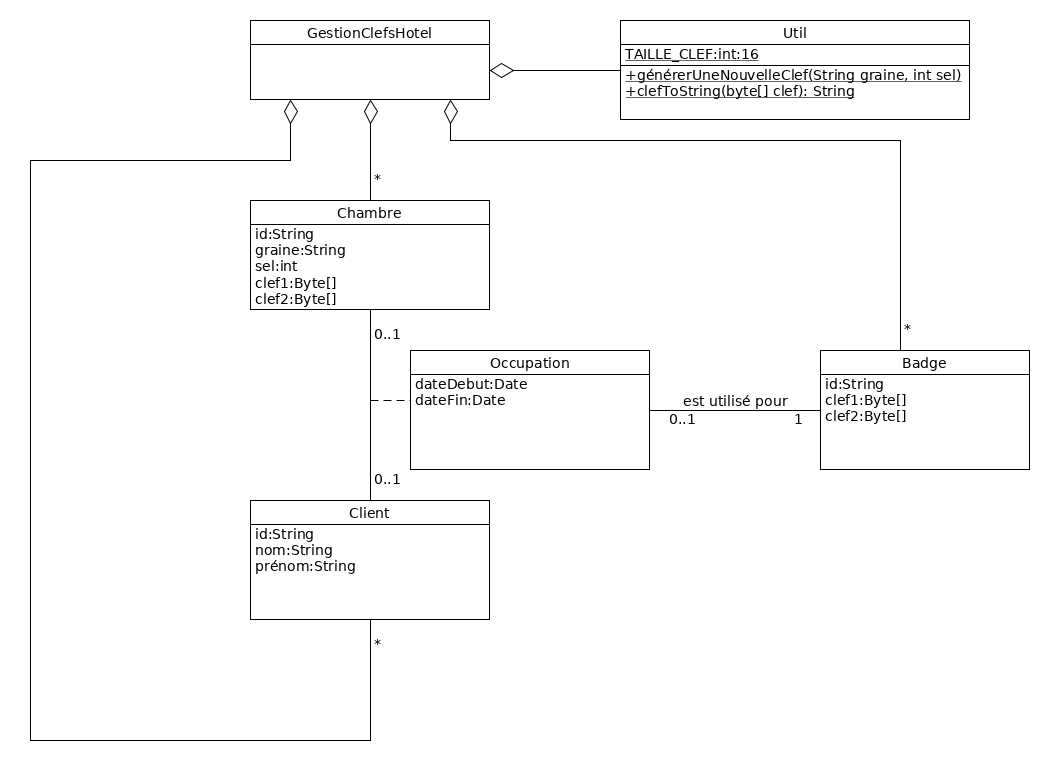 GestionClefsHotel
Util
TAILLE_CLEF:int:16
+générerUneNouvelleClef(String graine, int sel)
+clefToString(byte[] clef): String
*
Chambre
id:String
graine:String
sel:int
clef1:Byte[]
clef2:Byte[]
0..1
*
Occupation
dateDebut:Date
dateFin:Date
est utilisé pour
0..1
1
Badge
id:String
clef1:Byte[]
clef2:Byte[]
0..1
Client
id:String
nom:String
prénom:String
*